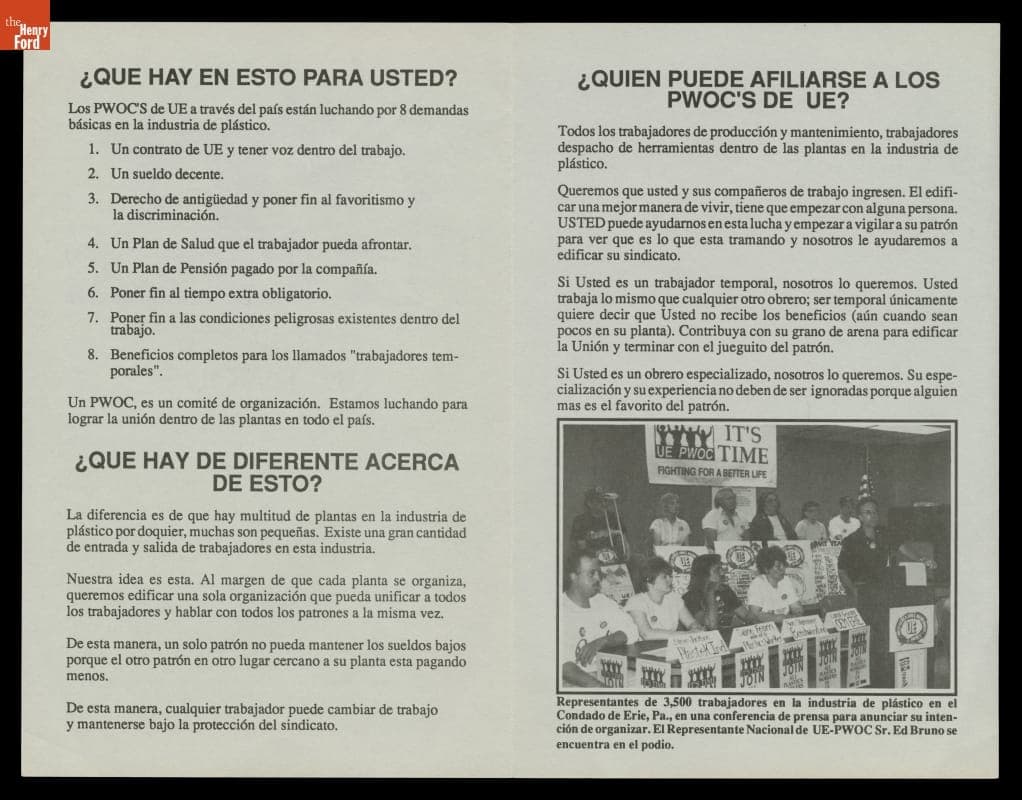 the
Henry
Ford
¿QUE HAY EN ESTO PARA USTED?
Los PWOC'S de UE a través del país están luchando por 8 demandas
básicas en la industria de plástico.
1. Un contrato de UE y tener voz dentro del trabajo.
2. Un sueldo decente.
3. Derecho de antigüedad y poner fin al favoritismo y
la discriminación.
4. Un Plan de Salud que el trabajador pueda afrontar.
5. Un Plan de Pensión pagado por la compañía.
6. Poner fin al tiempo extra obligatorio.
7. Poner fin a las condiciones peligrosas existentes dentro del
trabajo.
8. Beneficios completos para los llamados "trabajadores tem-
porales".
Un PWOC, es un comité de organización. Estamos luchando para
lograr la unión dentro de las plantas en todo el país.
¿QUE HAY DE DIFERENTE ACERCA
DE ESTO?
La diferencia es de que hay multitud de plantas en la industria de
plástico por doquier, muchas son pequeñas. Existe una gran cantidad
de entrada y salida de trabajadores en esta industria.
Nuestra idea es esta. Al margen de que cada planta se organiza,
queremos edificar una sola organización que pueda unificar a todos
los trabajadores y hablar con todos los patrones a la misma vez.
De esta manera, un solo patrón no pueda mantener los sueldos bajos
porque el otro patrón en otro lugar cercano a su planta esta pagando
menos.
De esta manera, cualquier trabajador puede cambiar de trabajo
y mantenerse bajo la protección del sindicato.
¿QUIEN PUEDE AFILIARSE A LOS
PWOC'S DE UE?
Todos los trabajadores de producción y mantenimiento, trabajadores
despacho de herramientas dentro de las plantas en la industria de
plástico.
Queremos que usted y sus compañeros de trabajo ingresen. El edifi-
car una mejor manera de vivir, tiene que empezar con alguna persona.
USTED puede ayudarnos en esta lucha y empezar a vigilar a su patrón
para ver que es lo que esta tramando y nosotros le ayudaremos a
edificar su sindicato.
Si Usted es un trabajador temporal, nosotros lo queremos. Usted
trabaja lo mismo que cualquier otro obrero; ser temporal únicamente
quiere decir que Usted no recibe los beneficios (aún cuando sean
pocos en su planta). Contribuya con su grano de arena para edificar
la Unión y terminar con el jueguito del patrón.
Si Usted es un obrero especializado, nosotros lo queremos. Su espe-
cialización y su experiencia no deben de ser ignoradas porque alguien
mas es el favorito del patrón.
UE PWOC
IT'S
TIME
FIGHTING FOR A BETTER LIFE
UE
JOIN
JOIN
JOIN
JOIN
JOIN
JOIN
UE
Representantes de 3,500 trabajadores en la industria de plástico en el
Condado de Erie, Pa., en una conferencia de prensa para anunciar su inten-
ción de organizar. El Representante Nacional de UE-PWOC Sr. Ed Bruno se
encuentra en el podio.